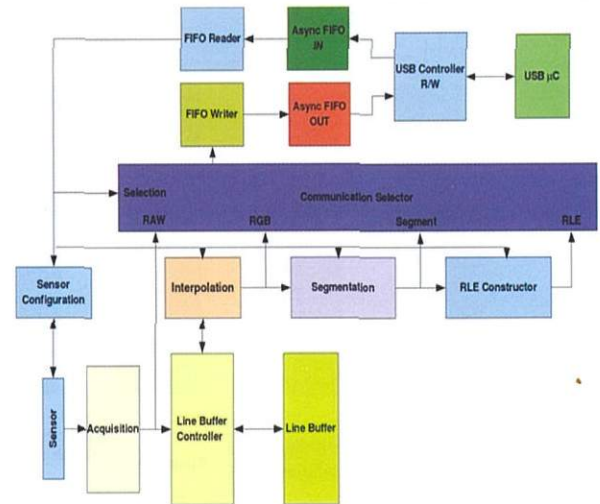 FIFO Reader
Async FIFO
IN
USB Controller
R/W
USB µC
FIFO Writer
Async FIFO
OUT
Selection
Communication Selector
RAW
RGB
Segment
RLE
Sensor
Configuration
Interpolation
Segmentation
RLE Constructor
Sensor
Acquisition
Line Buffer
Controller
Line Buffer